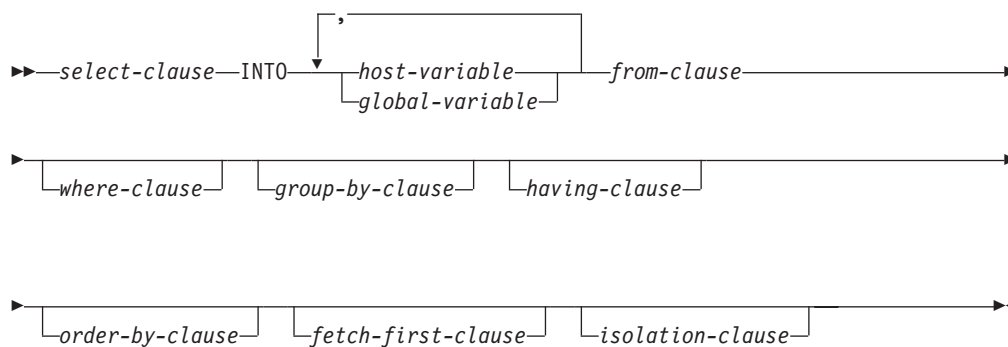 ,
select-clause INTO host-variable from-clause
global-variable
where-clause group-by-clause having-clause
order-by-clause fetch-first-clause isolation-clause